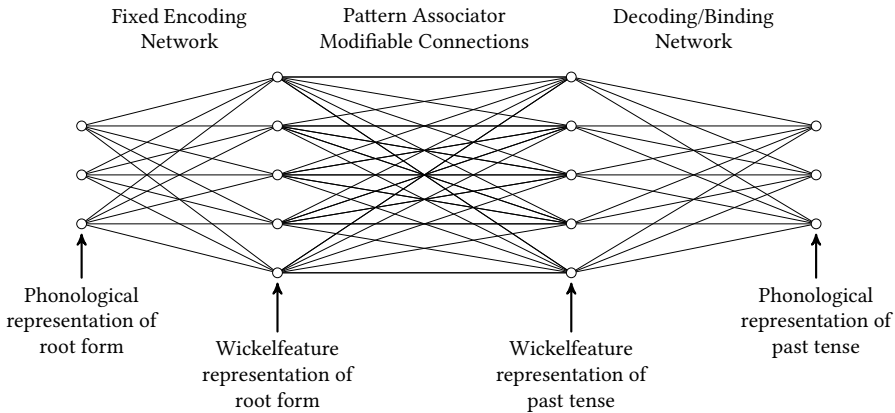 Fixed Encoding
Network
Pattern Associator
Modifiable Connections
Decoding/Binding
Network
Phonological
representation of
root form
Wickelfeature
representation of
root form
Wickelfeature
representation of
past tense
Phonological
representation of
past tense